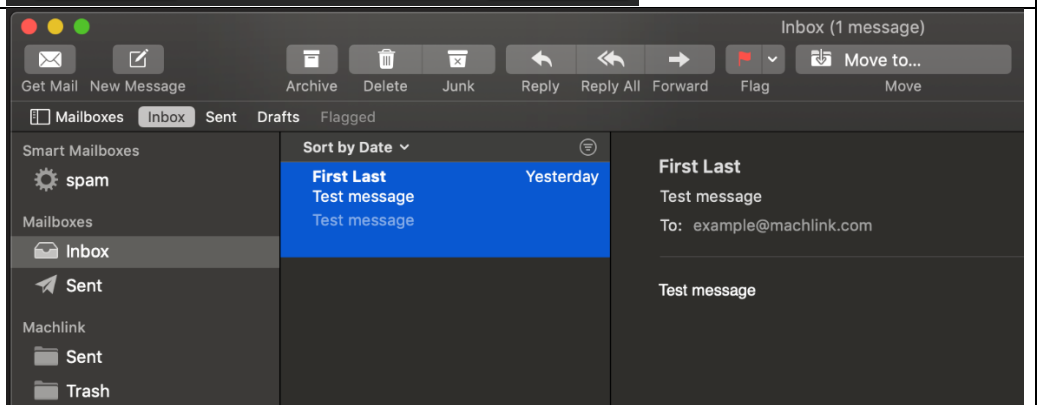 Inbox (1 message)
Get Mail New Message Archive Delete Junk Reply Reply All Forward Flag Move to... Move
Mailboxes Inbox Sent Drafts Flagged
Smart Mailboxes
spam
Mailboxes
Inbox
Sent
Machlink
Sent
Trash
Sort by Date
First Last Yesterday
Test message
Test message
First Last
Test message
To: example@machlink.com
Test message